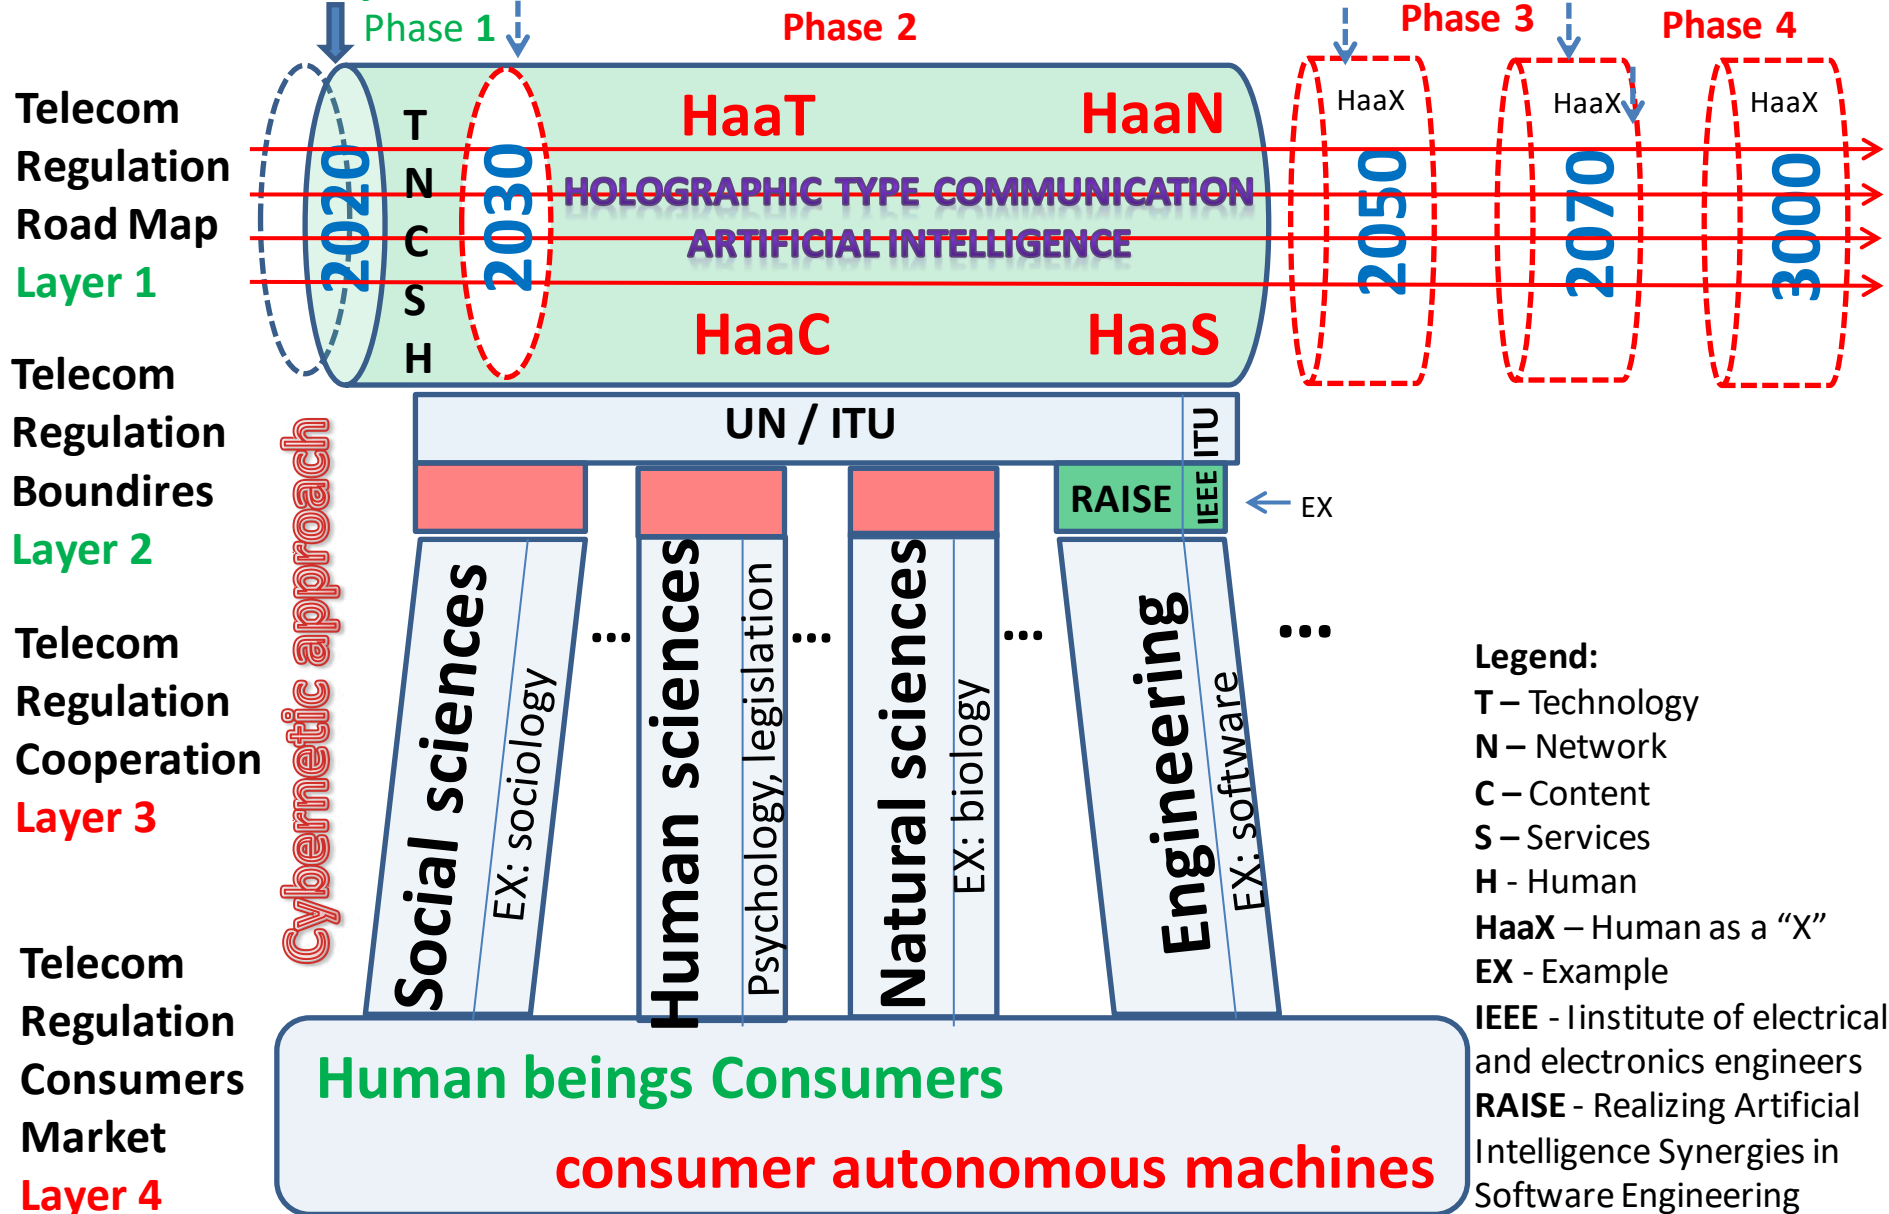 Phase 1
Phase 2
Phase 3
Phase 4
Telecom
Regulation
Road Map
Layer 1
2020
T
N
C
S
H
2030
HaaT
HaaN
HOLOGRAPHIC TYPE COMMUNICATION
ARTIFICIAL INTELLIGENCE
HaaC
HaaS
HaaX
2050
HaaX
2070
HaaX
3000
Telecom
Regulation
Boundires
Layer 2
UN / ITU
ITU
RAISE
IEEE
EX
Cybernetic approach
Telecom
Regulation
Cooperation
Layer 3
Social sciences
EX: sociology
...
Human sciences
Psychology, legislation
...
Natural sciences
EX: biology
...
Engineering
EX: software
...
Telecom
Regulation
Consumers
Market
Layer 4
Human beings Consumers
consumer autonomous machines
Legend:
T – Technology
N – Network
C – Content
S – Services
H - Human
HaaX – Human as a “X”
EX - Example
IEEE - Iinstitute of electrical
and electronics engineers
RAISE - Realizing Artificial
Intelligence Synergies in
Software Engineering